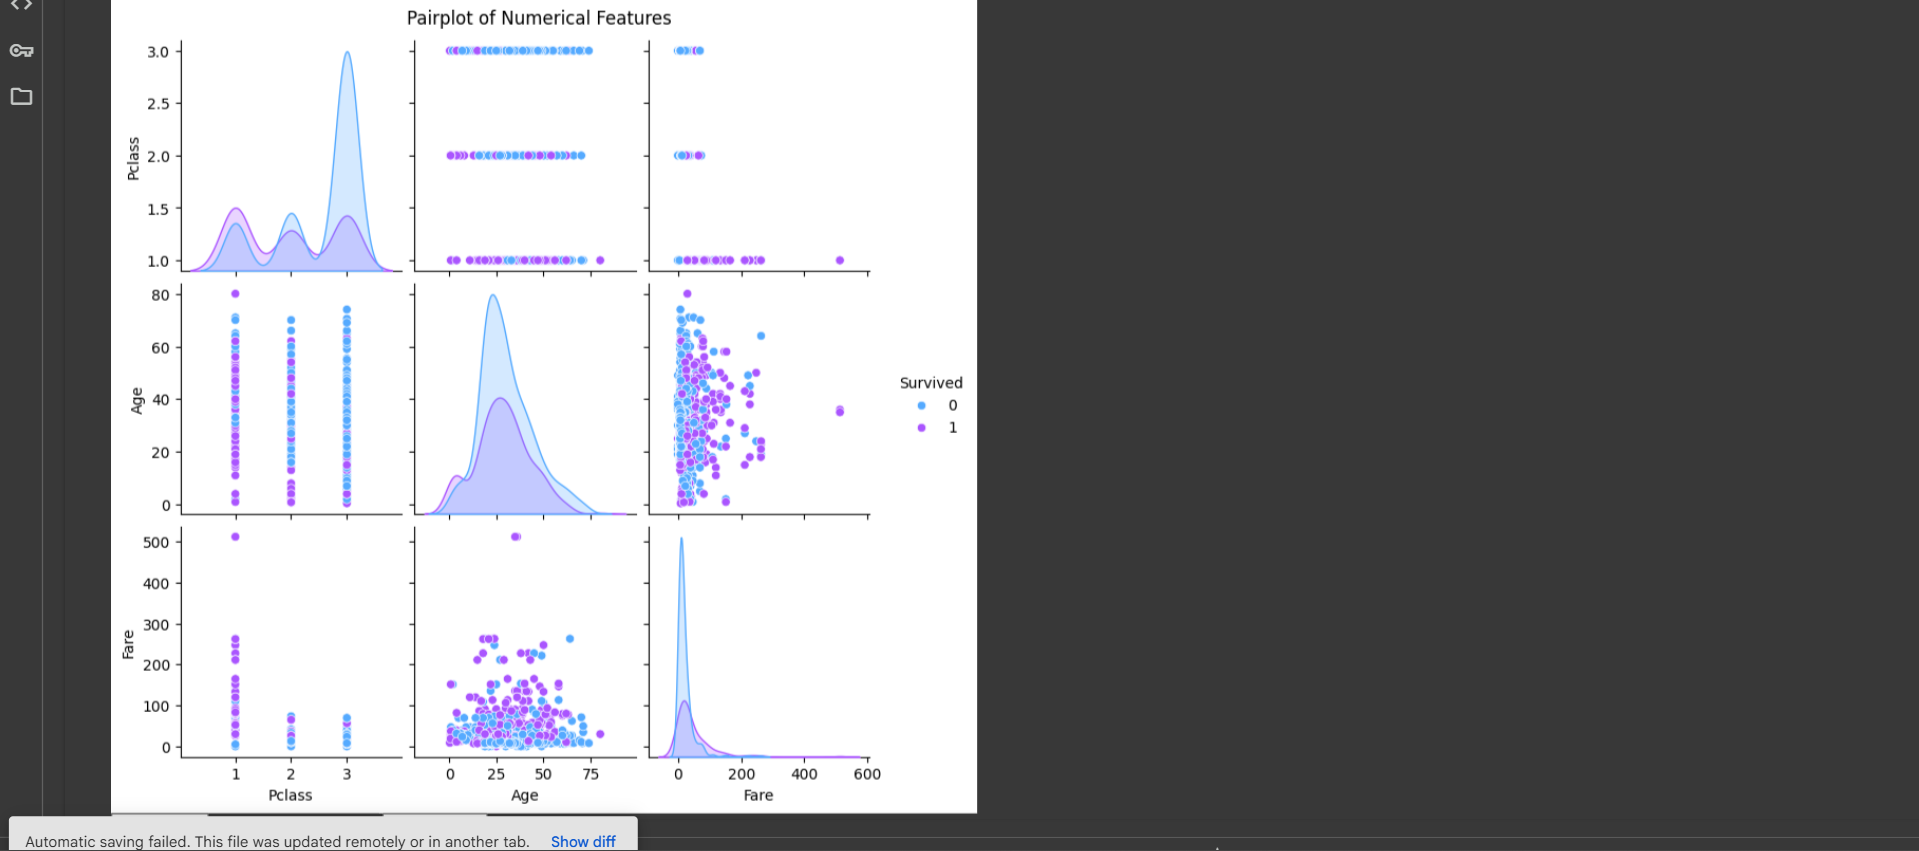 Pairplot of Numerical Features
3.0
2.5
2.0
1.5
1.0
Pclass
80
60
40
20
0
Age
Survived
0
1
500
400
300
200
100
0
Fare
1 2 3
0 25 50 75
0 200 400 600
Pclass
Age
Fare
Automatic saving failed. This file was updated remotely or in another tab. Show diff